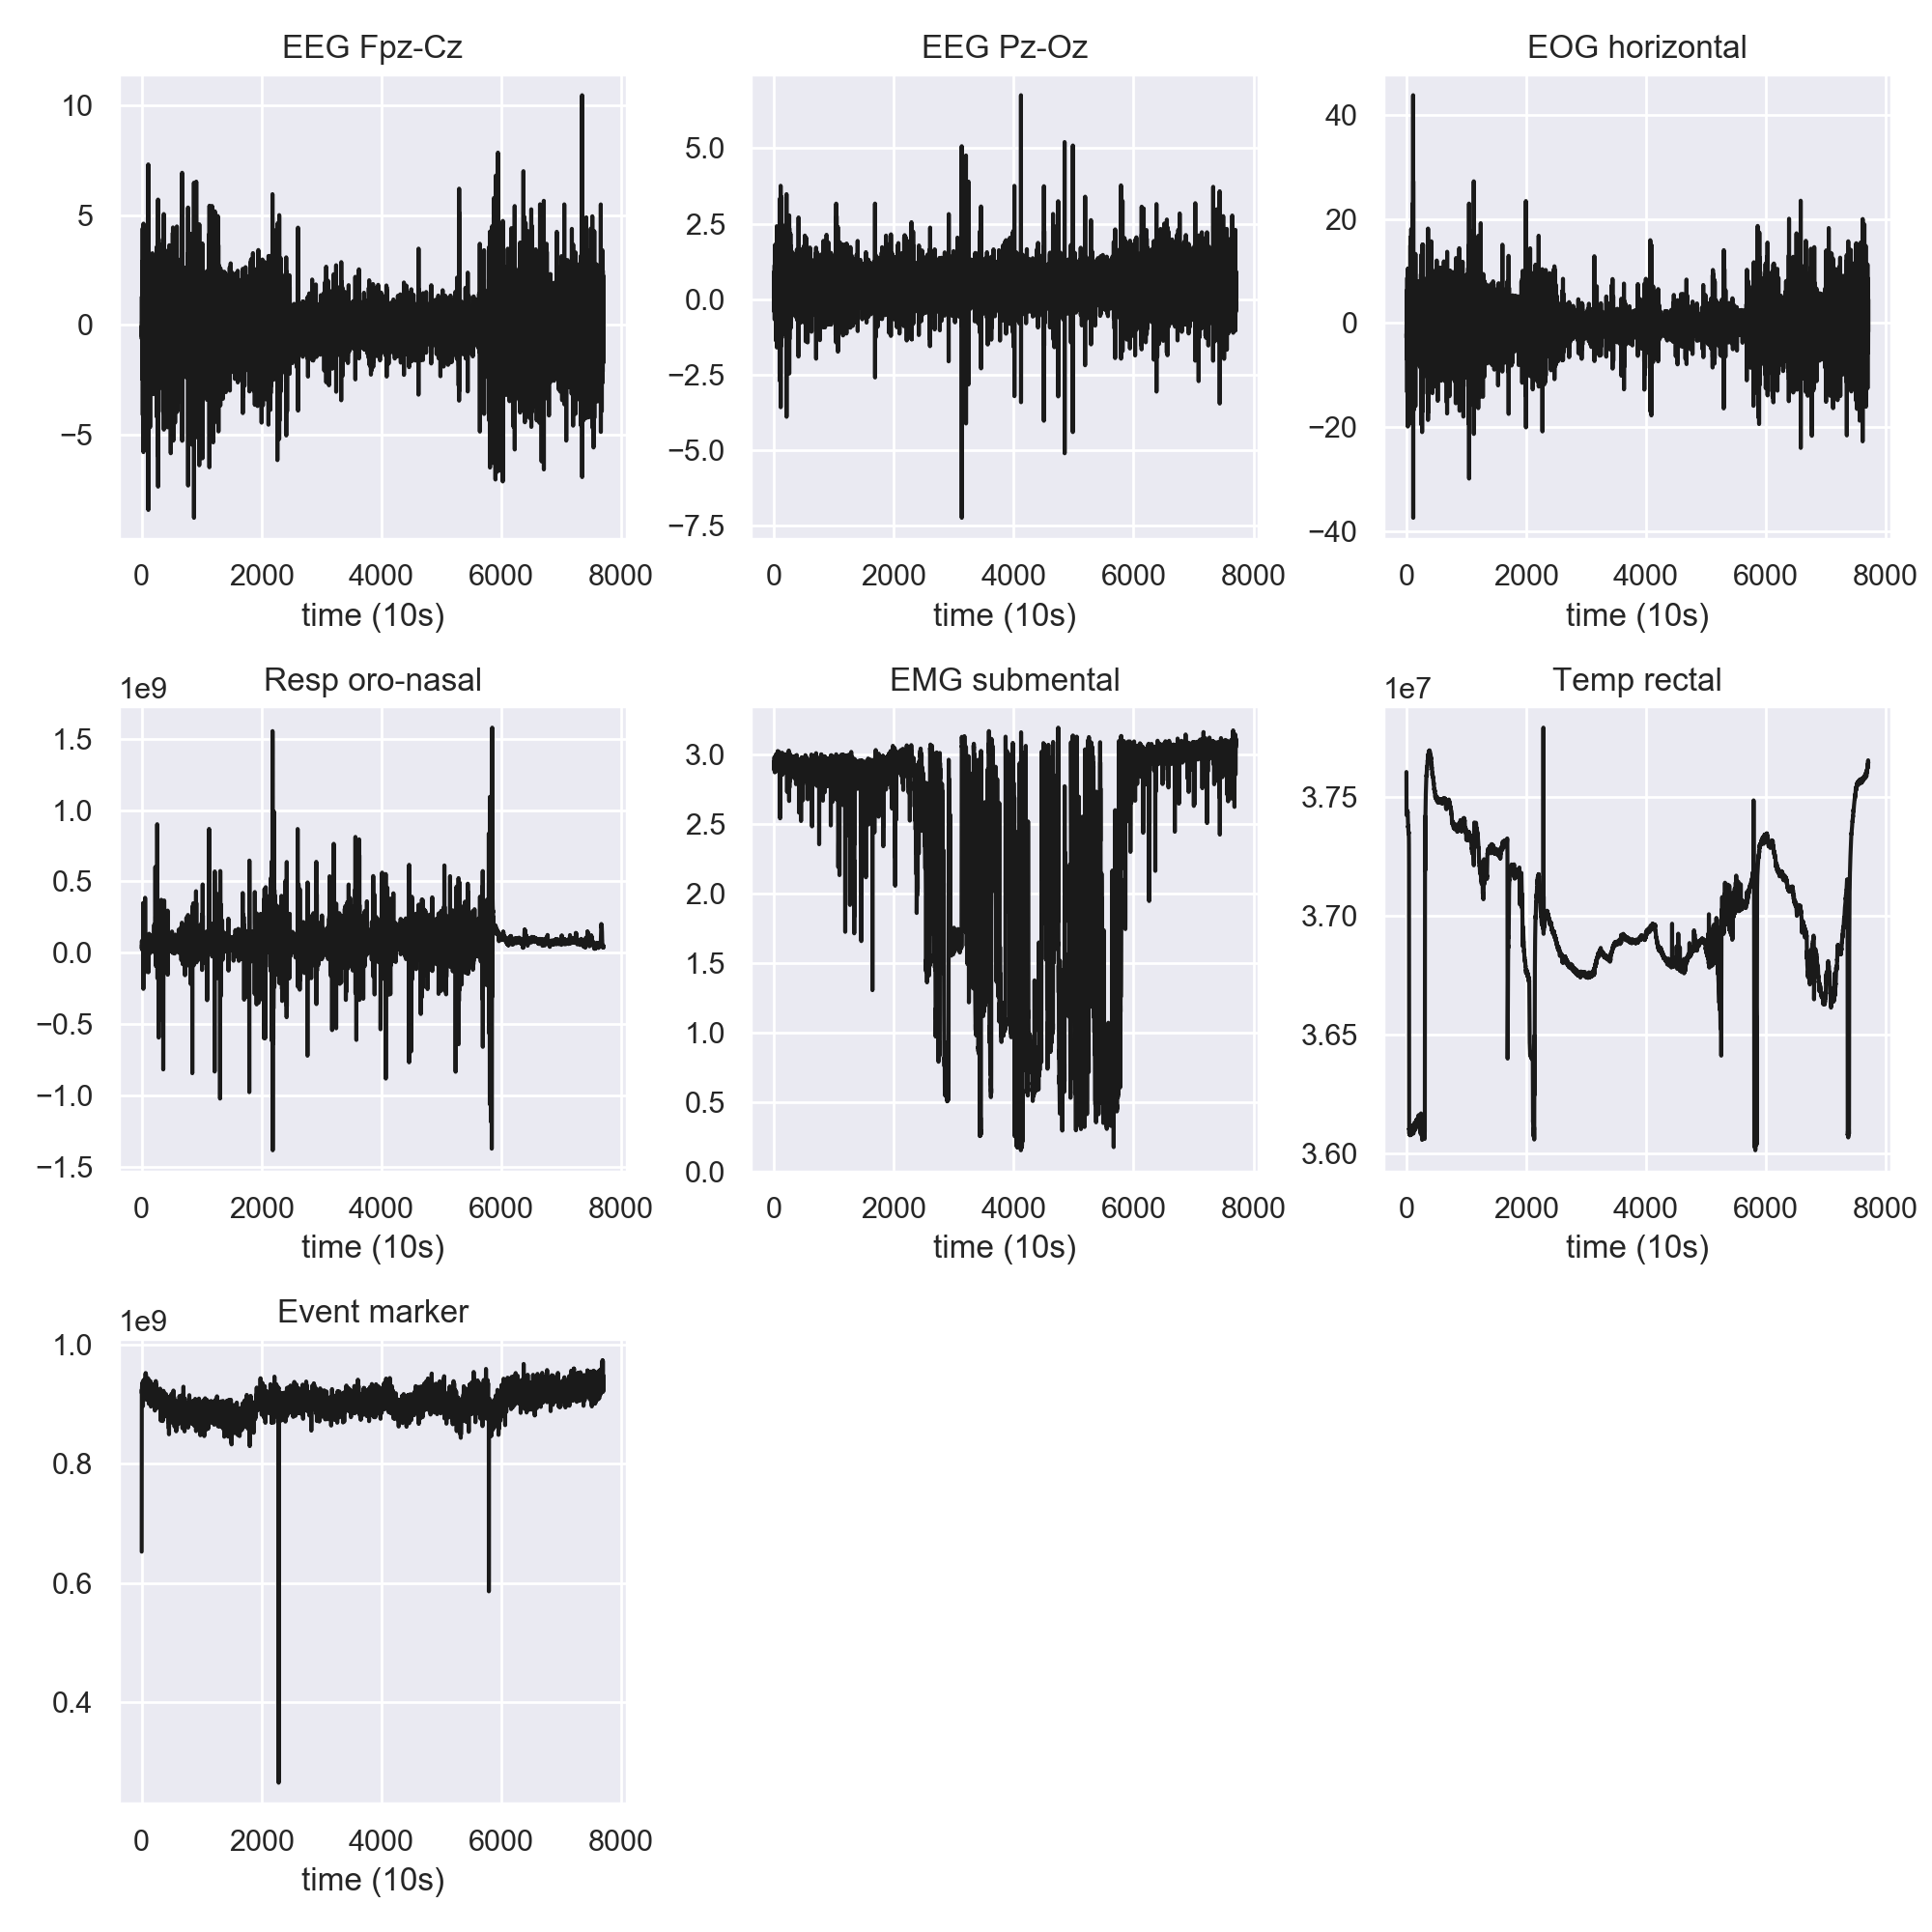 EEG Fpz-Cz
10
5
0
−5
0 2000 4000 6000 8000
time (10s)
EEG Pz-Oz
5.0
2.5
0.0
−2.5
−5.0
−7.5
0 2000 4000 6000 8000
time (10s)
EOG horizontal
40
20
0
−20
−40
0 2000 4000 6000 8000
time (10s)
1e9
Resp oro-nasal
1.5
1.0
0.5
0.0
−0.5
−1.0
−1.5
0 2000 4000 6000 8000
time (10s)
EMG submental
3.0
2.5
2.0
1.5
1.0
0.5
0.0
0 2000 4000 6000 8000
time (10s)
1e7
Temp rectal
3.75
3.70
3.65
3.60
0 2000 4000 6000 8000
time (10s)
1e9
Event marker
1.0
0.8
0.6
0.4
0 2000 4000 6000 8000
time (10s)